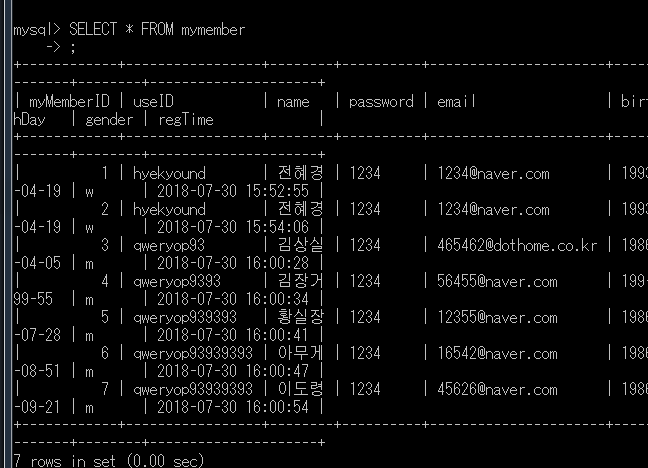 mysql> SELECT * FROM mymember
    -> ;
+------------+---------------+--------+----------+----------------------+-----
-------+--------+---------------------+
| myMemberID | useID         | name   | password | email                | birt
hDay   | gender | regTime             |
+------------+---------------+--------+----------+----------------------+-----
-------+--------+---------------------+
|          1 | hyekyound     | 전혜경 | 1234     | 1234@naver.com       | 1993
-04-19 | w      | 2018-07-30 15:52:55 |
|          2 | hyekyound     | 전혜경 | 1234     | 1234@naver.com       | 1993
-04-19 | w      | 2018-07-30 15:54:06 |
|          3 | qweryop93     | 김상실 | 1234     | 465462@dothome.co.kr | 1986
-04-05 | m      | 2018-07-30 16:00:28 |
|          4 | qweryop9393   | 김장거 | 1234     | 56455@naver.com      | 199-
99-55  | m      | 2018-07-30 16:00:34 |
|          5 | qweryop939393 | 황실장 | 1234     | 12355@naver.com      | 1986
-07-28 | m      | 2018-07-30 16:00:41 |
|          6 | qweryop93939393 | 아무게 | 1234     | 16542@naver.com      | 1986
-08-51 | m      | 2018-07-30 16:00:47 |
|          7 | qweryop93939393 | 이도령 | 1234     | 45626@naver.com      | 1986
-09-21 | m      | 2018-07-30 16:00:54 |
+------------+---------------+--------+----------+----------------------+-----
-------+--------+---------------------+
7 rows in set (0.00 sec)